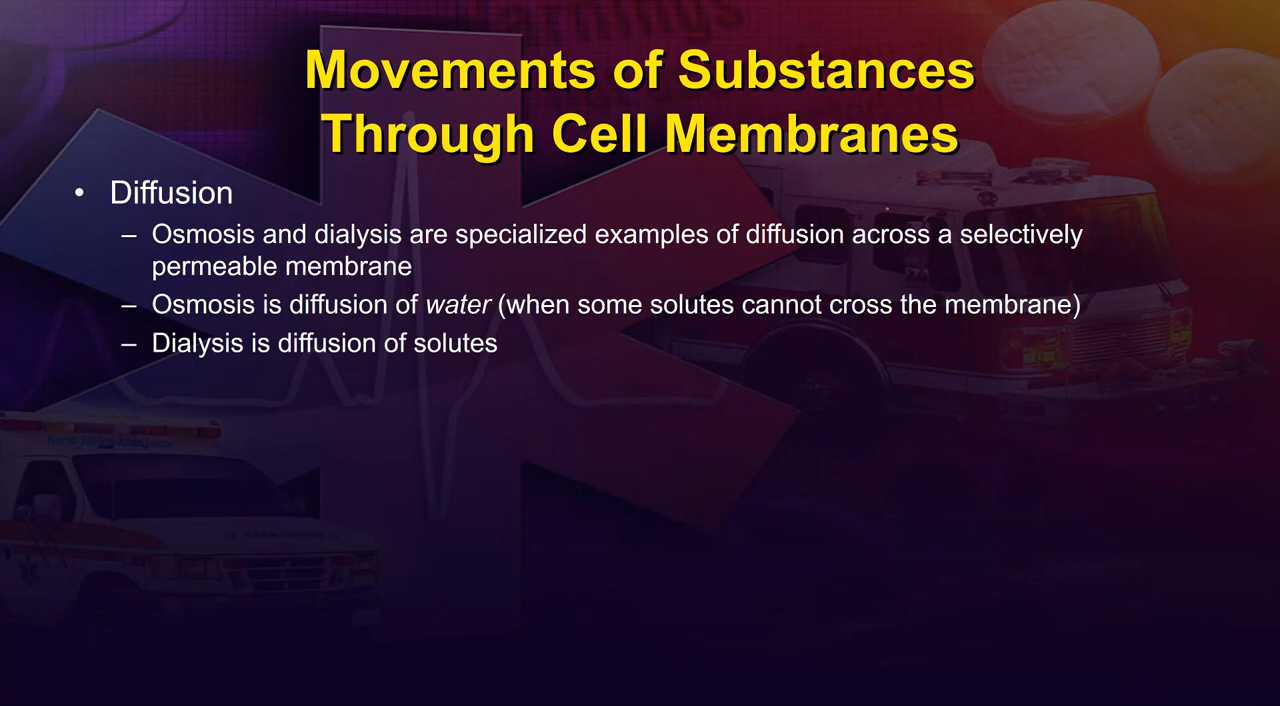 Movements of Substances
Through Cell Membranes
• Diffusion
– Osmosis and dialysis are specialized examples of diffusion across a selectively
permeable membrane
– Osmosis is diffusion of water (when some solutes cannot cross the membrane)
– Dialysis is diffusion of solutes